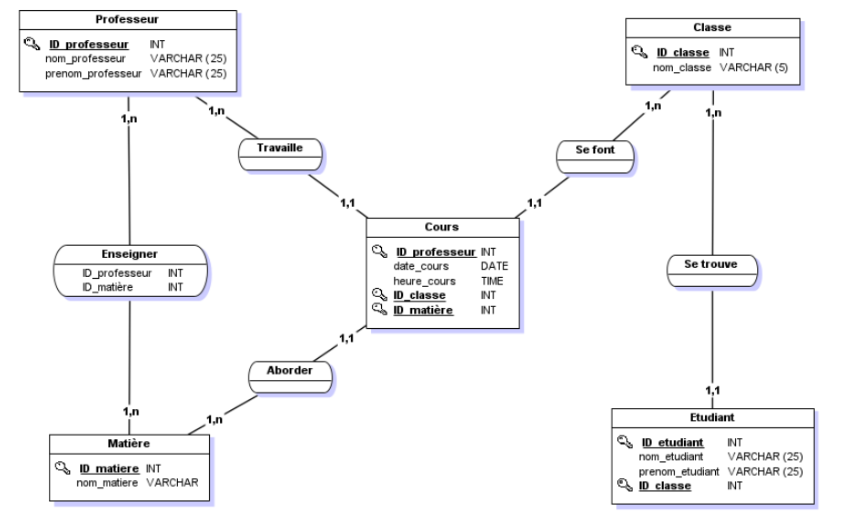 Professeur
ID_professeur INT
nom_professeur VARCHAR (25)
prenom_professeur VARCHAR (25)
Classe
ID_classe INT
nom_classe VARCHAR (5)
1,n
1,n
1,n
1,n
Travaille
Se font
1,1
1,1
Cours
ID_professeur INT
date_cours DATE
heure_cours TIME
ID_classe INT
ID_matière INT
Enseigner
ID_professeur INT
ID_matière INT
Se trouve
1,1
Aborder
1,n
1,n
1,1
Matière
ID_matiere INT
nom_matiere VARCHAR
Etudiant
ID_etudiant INT
nom_etudiant VARCHAR (25)
prenom_etudiant VARCHAR (25)
ID_classe INT